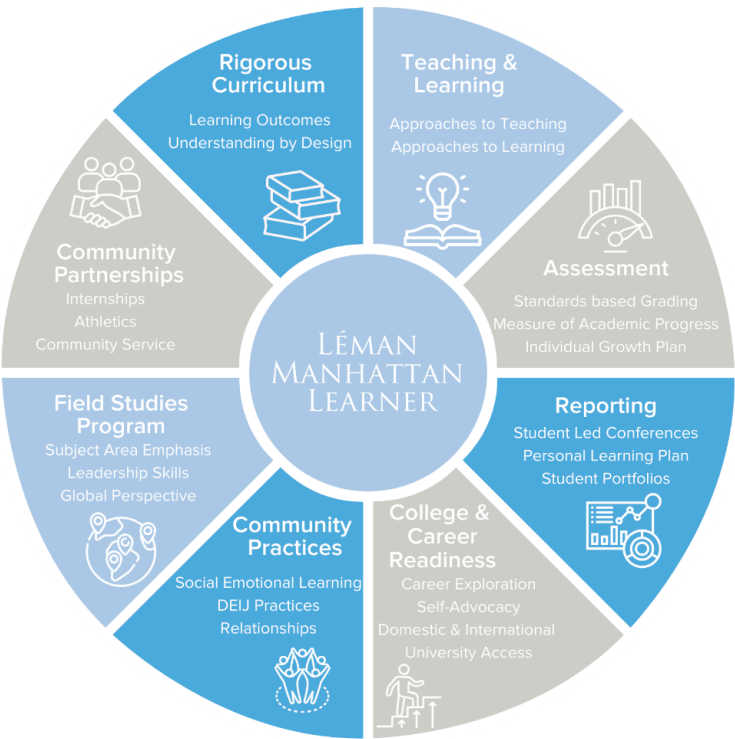 Rigorous
Curriculum
Learning Outcomes
Understanding by Design
Teaching &
Learning
Approaches to Teaching
Approaches to Learning
Assessment
Standards based Grading
Measure of Academic Progress
Individual Growth Plan
Reporting
Student Led Conferences
Personal Learning Plan
Student Portfolios
College &
Career
Readiness
Career Exploration
Self-Advocacy
Domestic & International
University Access
Community
Practices
Social Emotional Learning
DEIJ Practices
Relationships
Field Studies
Program
Subject Area Emphasis
Leadership Skills
Global Perspective
Community
Partnerships
Internships
Athletics
Community Service
LÉMAN
MANHATTAN
LEARNER